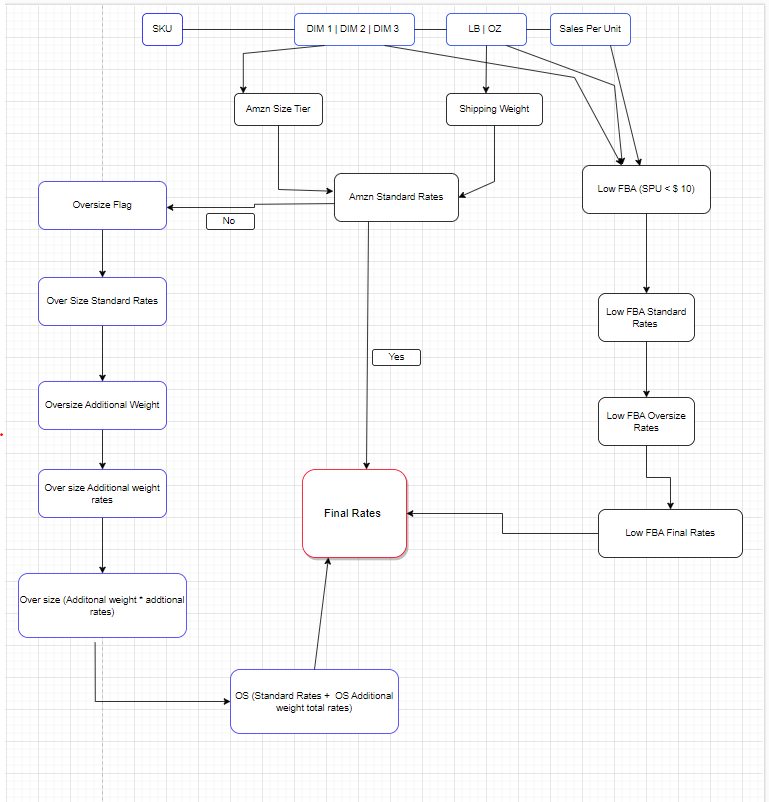 SKU
DIM 1 | DIM 2 | DIM 3
LB | OZ
Sales Per Unit
Amzn Size Tier
Shipping Weight
Low FBA (SPU < $ 10)
Amzn Standard Rates
Oversize Flag
No
Over Size Standard Rates
Low FBA Standard
Rates
Yes
Oversize Additional Weight
Low FBA Oversize
Rates
Over size Additional weight
rates
Final Rates
Low FBA Final Rates
Over size (Additonal weight * addtional
rates)
OS (Standard Rates + OS Additional
weight total rates)